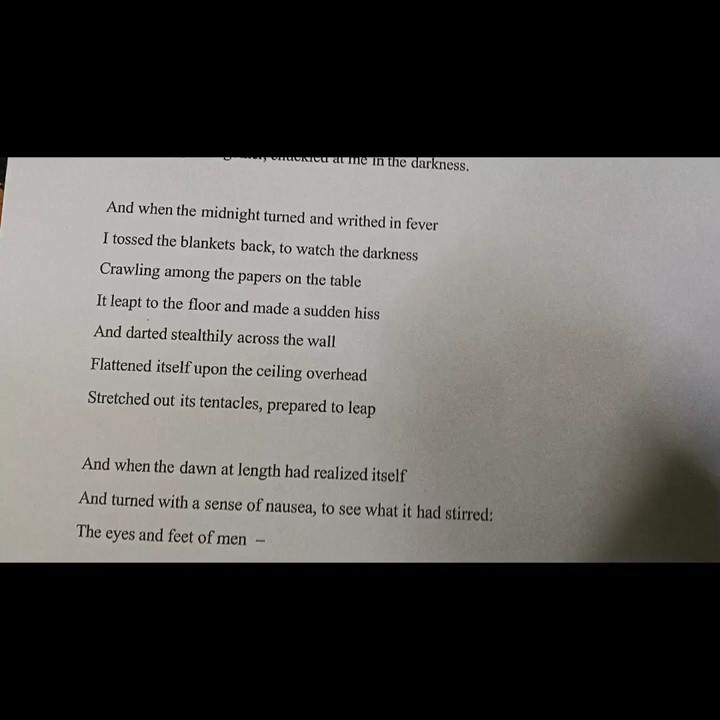 at me in the darkness.
And when the midnight turned and writhed in fever
I tossed the blankets back, to watch the darkness
Crawling among the papers on the table
It leapt to the floor and made a sudden hiss
And darted stealthily across the wall
Flattened itself upon the ceiling overhead
Stretched out its tentacles, prepared to leap
And when the dawn at length had realized itself
And turned with a sense of nausea, to see what it had stirred:
The eyes and feet of men –